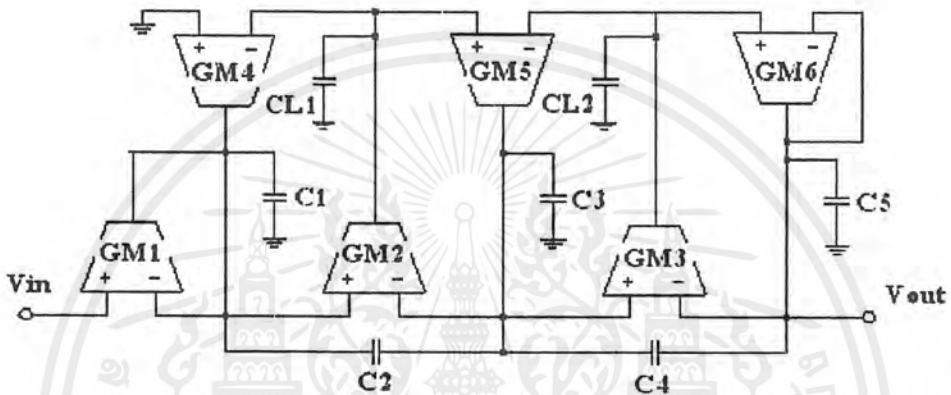 + −
GM4
CL1
+ −
GM5
CL2
+ −
GM6
C1
C3
C5
GM1
+ −
GM2
+ −
GM3
+ −
Vin
Vout
C2
C4